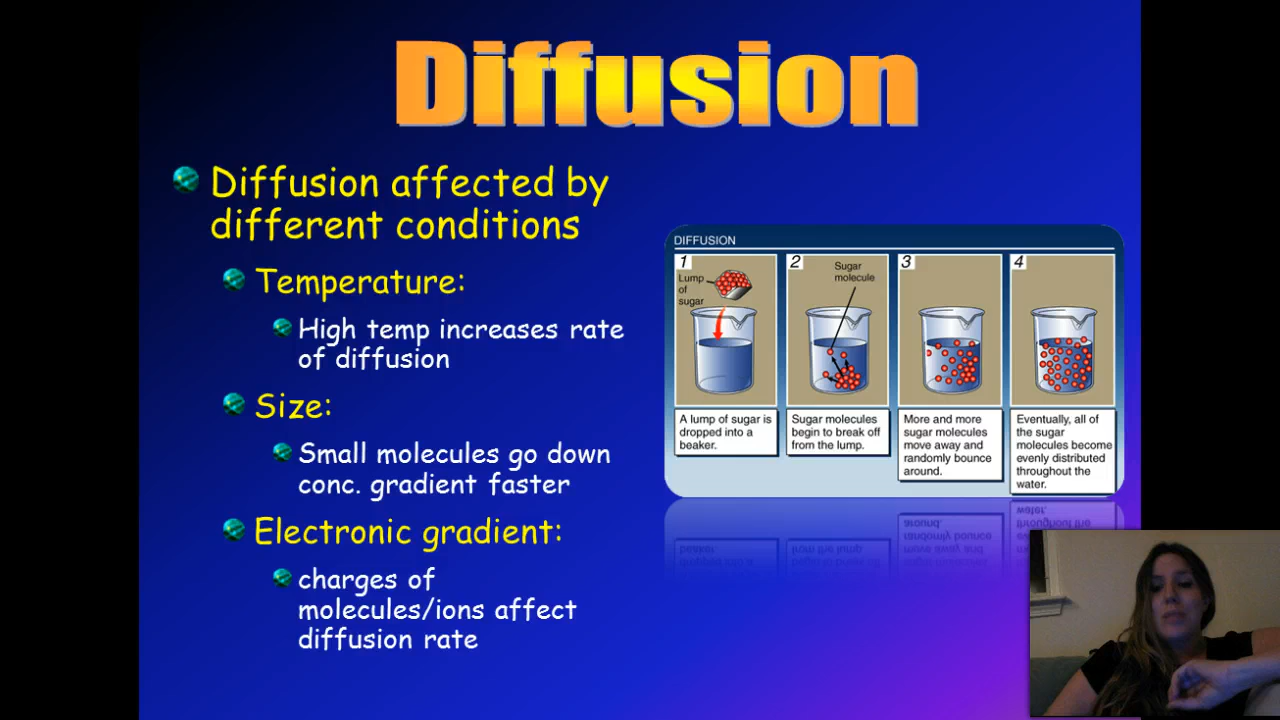 Diffusion
Diffusion affected by
different conditions
Temperature:
High temp increases rate
of diffusion
Size:
Small molecules go down
conc. gradient faster
Electronic gradient:
charges of
molecules/ions affect
diffusion rate
DIFFUSION
1
Lump
of
sugar
A lump of sugar is
dropped into a
beaker.
2
Sugar
molecule
Sugar molecules
begin to break off
from the lump.
3
More and more
sugar molecules
move away and
randomly bounce
around.
4
Eventually, all of
the sugar
molecules become
evenly distributed
throughout the
water.